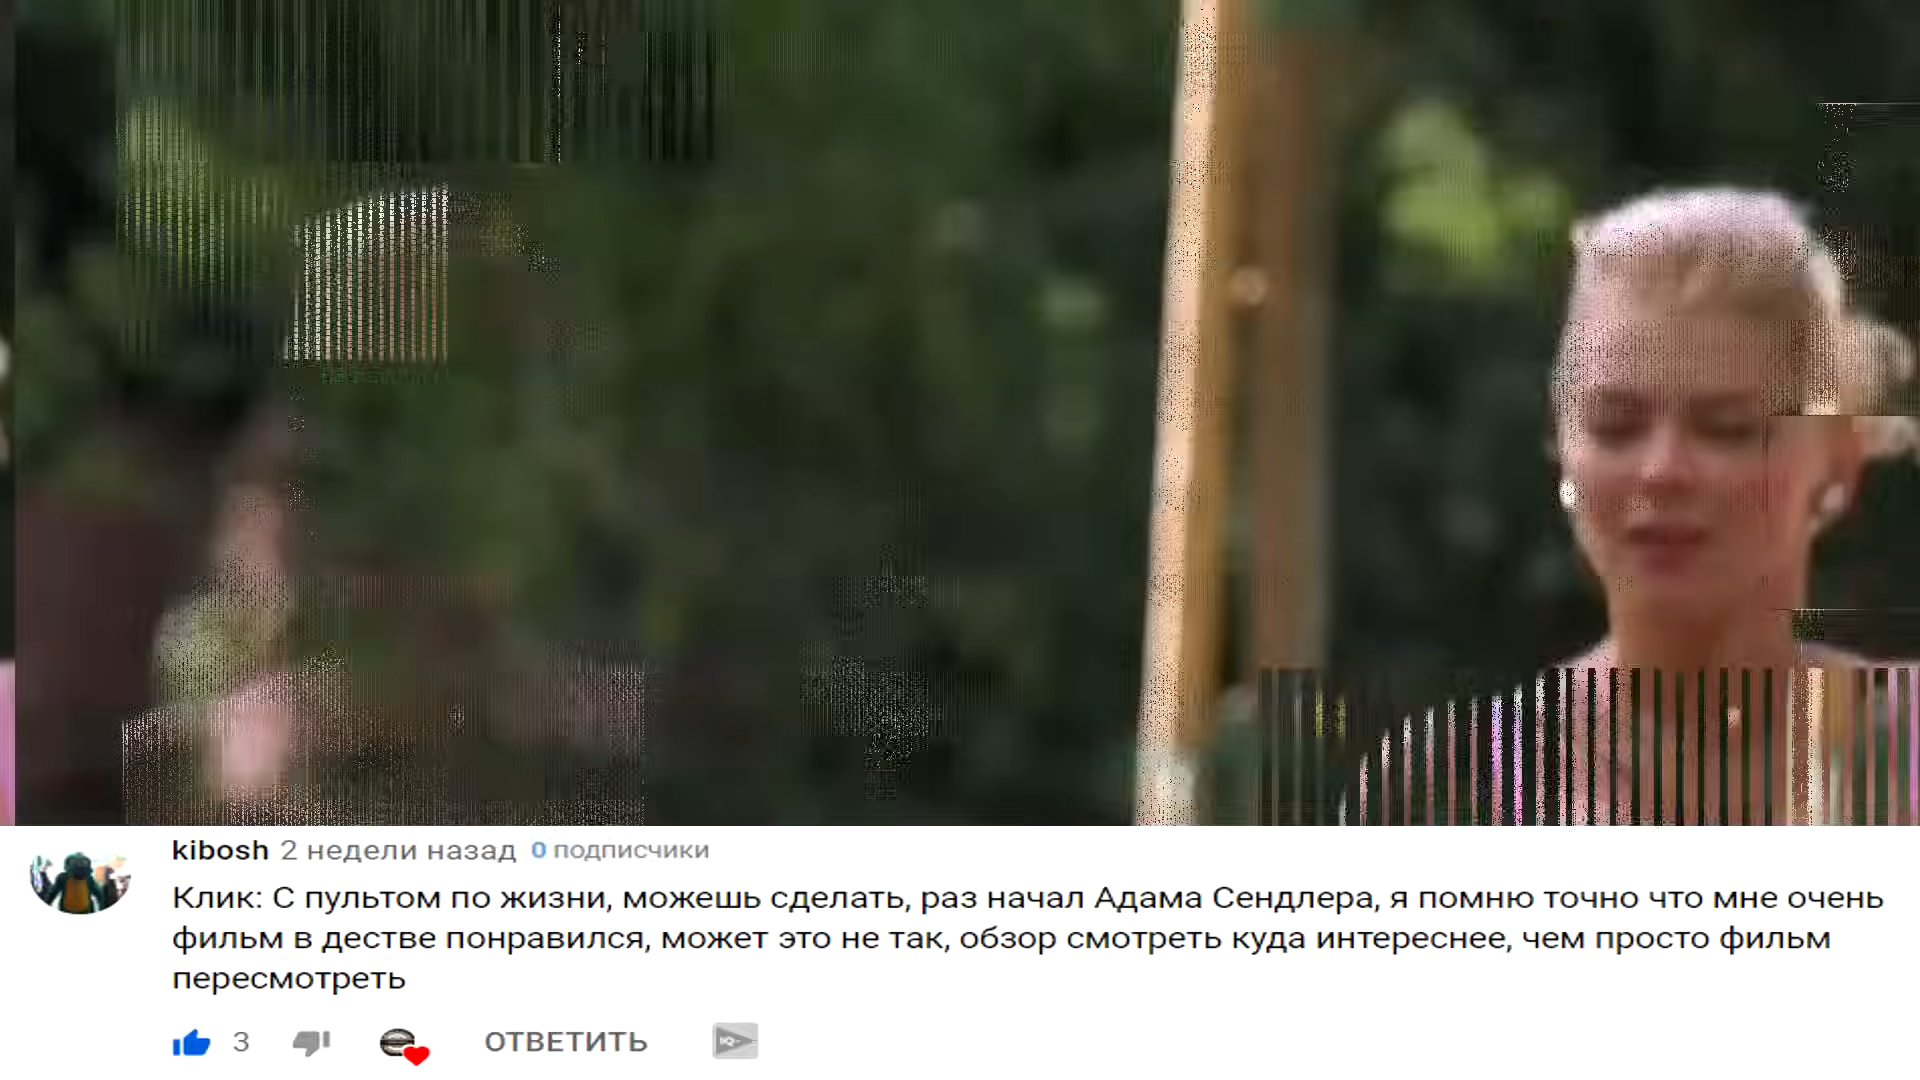 kibosh 2 недели назад 0 подписчики
Клик: С пультом по жизни, можешь сделать, раз начал Адама Сендлера, я помню точно что мне очень
фильм в дестве понравился, может это не так, обзор смотреть куда интереснее, чем просто фильм
пересмотреть
3 ОТВЕТИТЬ